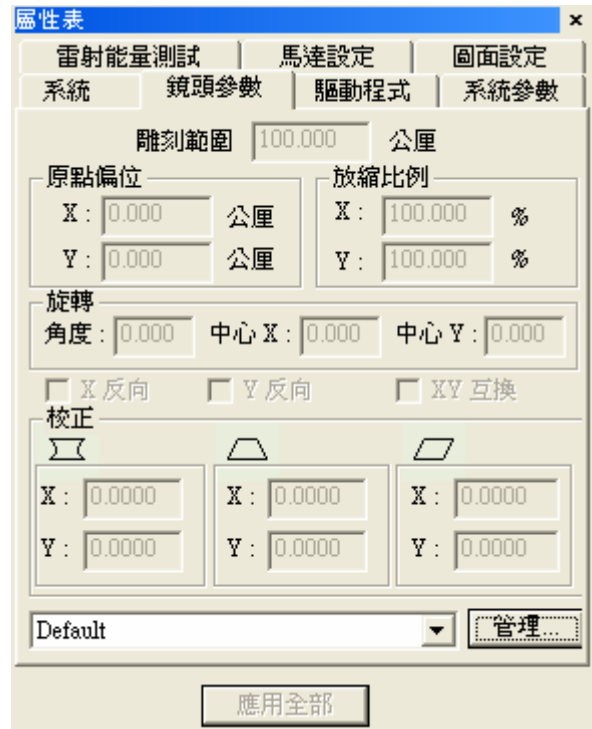 屬性表
雷射能量測試 馬達設定 圖面設定
系統 鏡頭參數 驅動程式 系統參數
雕刻範圍 100.000 公厘
原點偏位 放縮比例
X : 0.000 公厘 X : 100.000 %
Y : 0.000 公厘 Y : 100.000 %
旋轉
角度 : 0.000 中心 X : 0.000 中心 Y : 0.000
X 反向 Y 反向 XY 互換
校正
X : 0.0000 X : 0.0000 X : 0.0000
Y : 0.0000 Y : 0.0000 Y : 0.0000
Default 管理...
應用全部